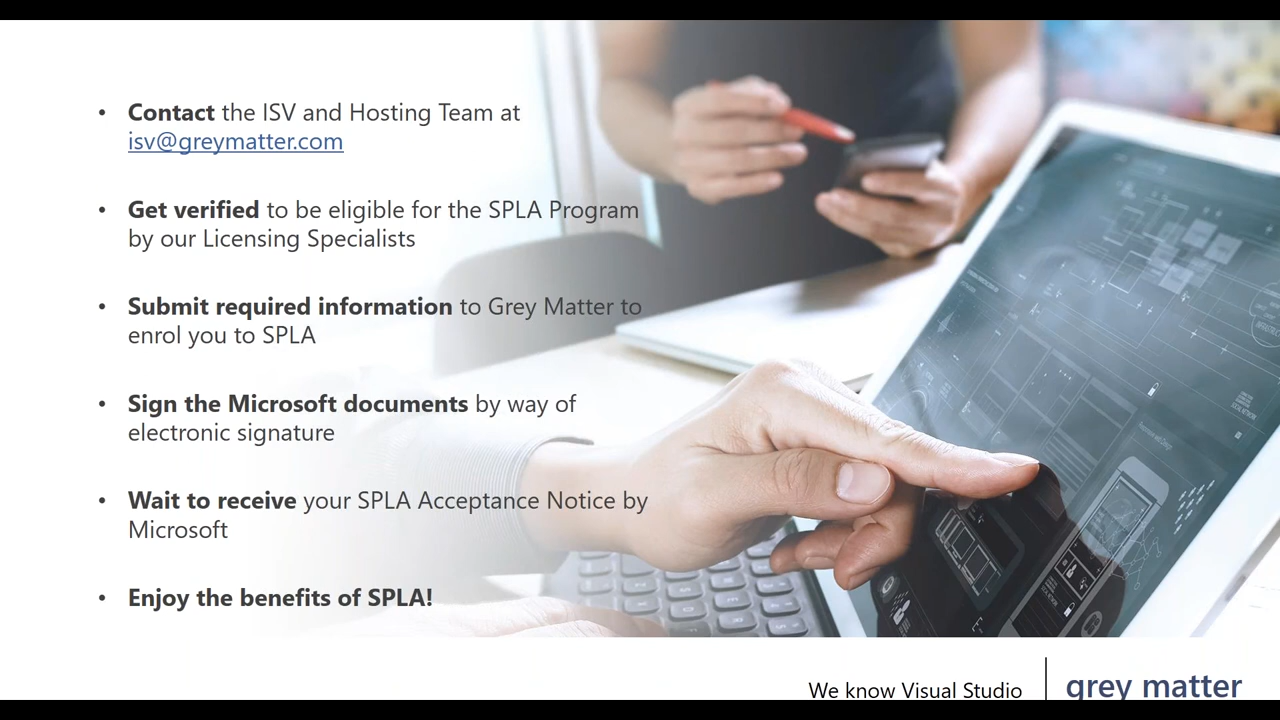 • Contact the ISV and Hosting Team at
isv@greymatter.com
• Get verified to be eligible for the SPLA Program
by our Licensing Specialists
• Submit required information to Grey Matter to
enrol you to SPLA
• Sign the Microsoft documents by way of
electronic signature
• Wait to receive your SPLA Acceptance Notice by
Microsoft
• Enjoy the benefits of SPLA!
We know Visual Studio
grey matter